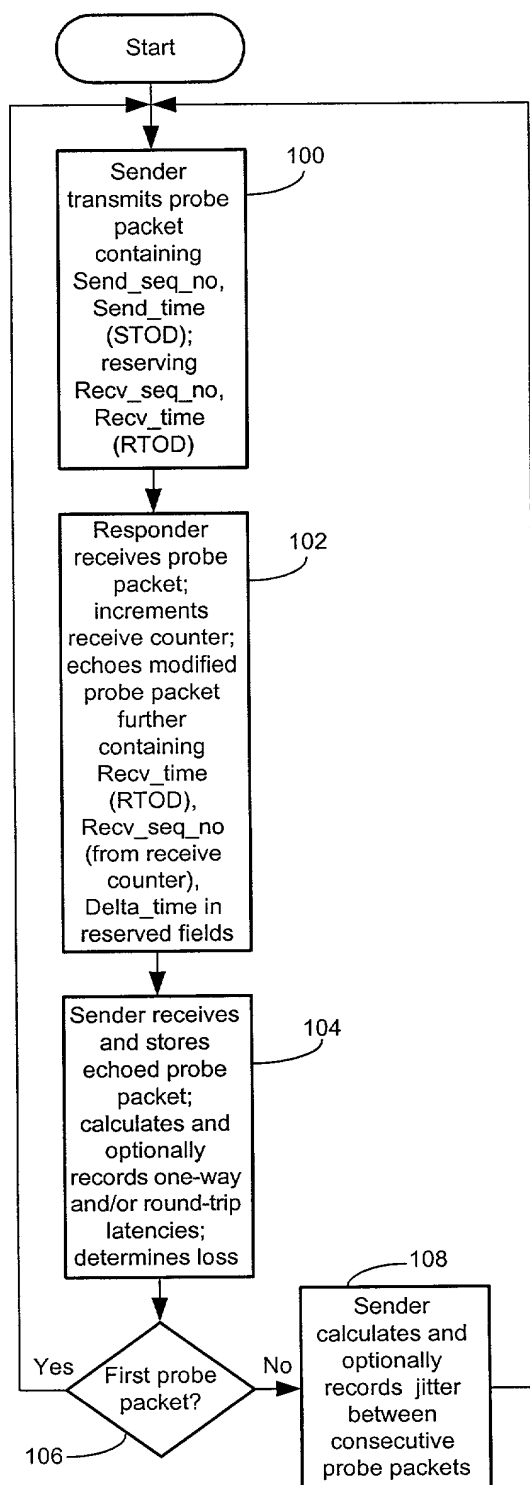 Start
100
Sender
transmits probe
packet
containing
Send_seq_no,
Send_time
(STOD);
reserving
Recv_seq_no,
Recv_time
(RTOD)
102
Responder
receives probe
packet;
increments
receive counter;
echoes modified
probe packet
further
containing
Recv_time
(RTOD),
Recv_seq_no
(from receive
counter),
Delta_time in
reserved fields
104
Sender receives
and stores
echoed probe
packet;
calculates and
optionally
records one-way
and/or round-trip
latencies;
determines loss
Yes
First probe
packet?
No
106
108
Sender
calculates and
optionally
records jitter
between
consecutive
probe packets